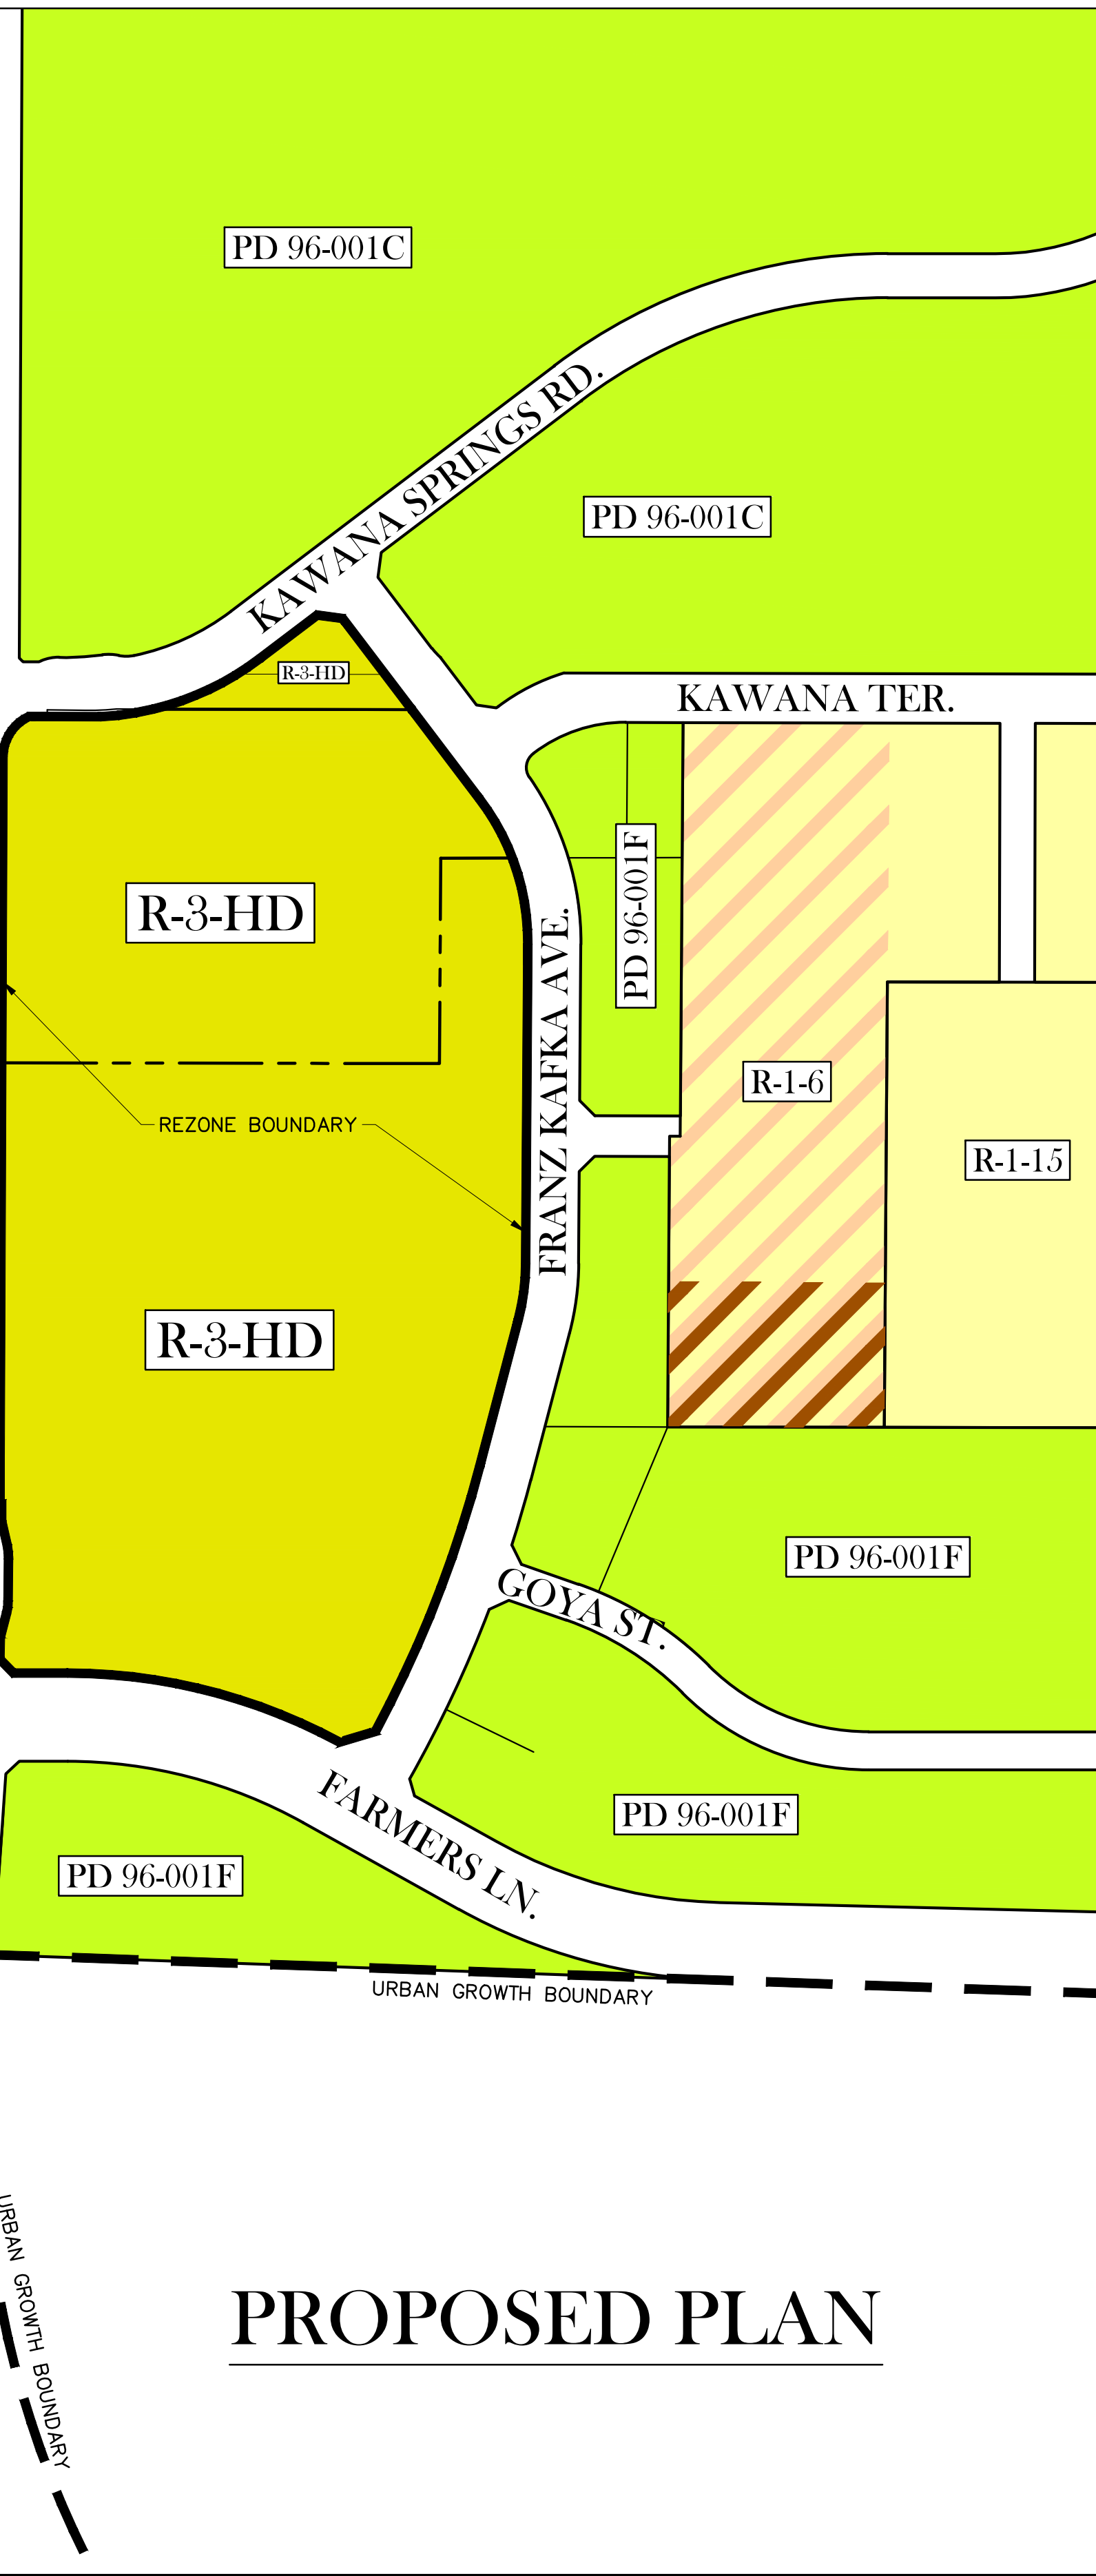 PD 96-001C
KAWANA SPRINGS RD.
PD 96-001C
R-3-HD
KAWANA TER.
PD 96-001F
R-3-HD
FRANZ KAFKA AVE.
R-1-6
REZONE BOUNDARY
R-1-15
R-3-HD
PD 96-001F
GOYA ST.
PD 96-001F
FARMERS LN.
PD 96-001F
URBAN GROWTH BOUNDARY
URBAN GROWTH BOUNDARY
PROPOSED PLAN